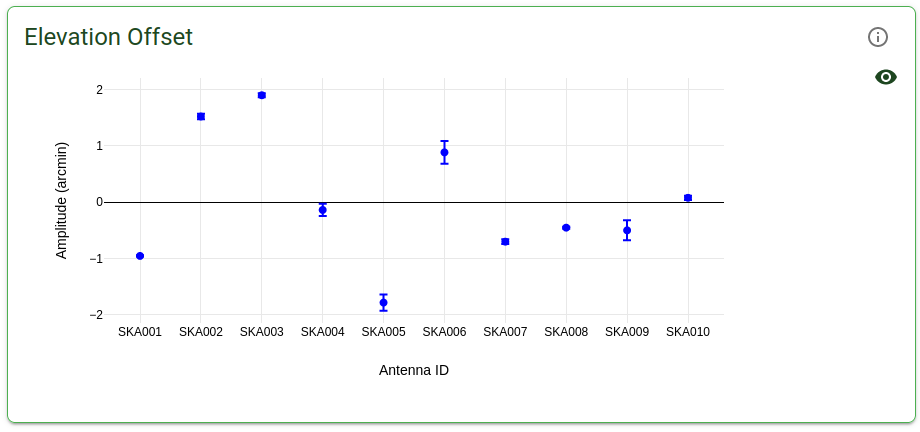 Elevation Offset
2
1
0
−1
−2
Amplitude (arcmin)
SKA001 SKA002 SKA003 SKA004 SKA005 SKA006 SKA007 SKA008 SKA009 SKA010
Antenna ID